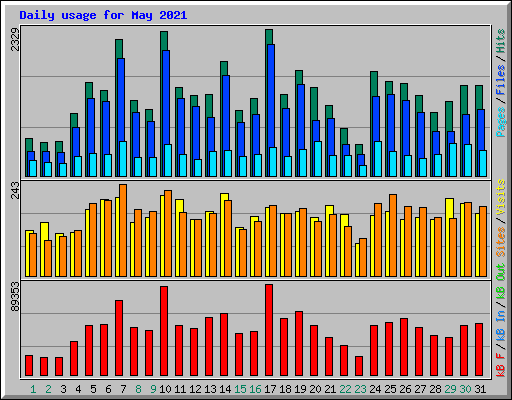 Daily usage for May 2021
2329
243
89353
Pages/Files/Hits
Sites/Visits
kB F/kB In/kB Out
1 2 3 4 5 6 7 8 9 10 11 12 13 14 15 16 17 18 19 20 21 22 23 24 25 26 27 28 29 30 31